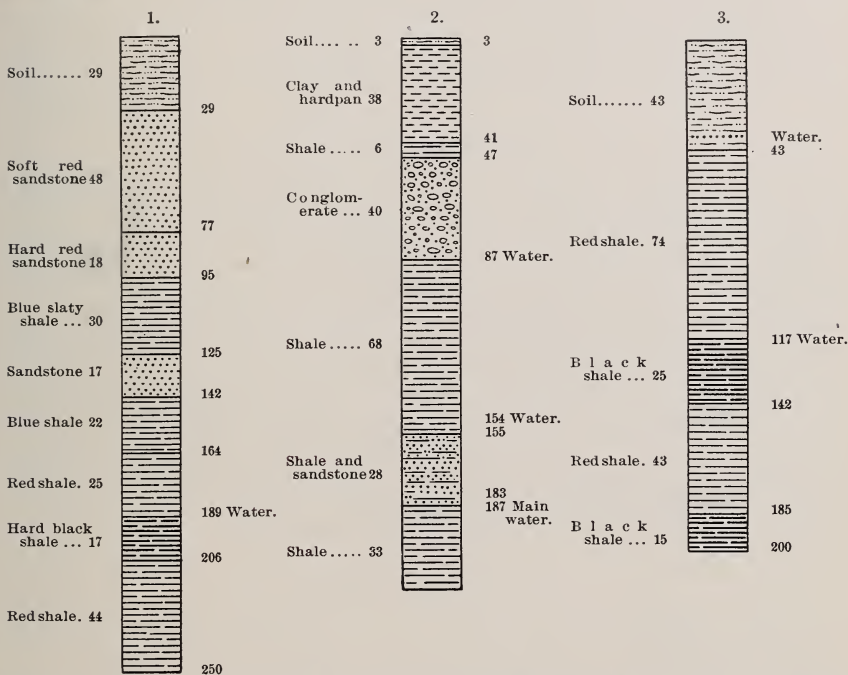 1.
Soil....... 29
29
Soft red
sandstone 48
77
Hard red
sandstone 18
95
Blue slaty
shale ... 30
125
Sandstone 17
142
Blue shale 22
164
Red shale. 25
189 Water.
Hard black
shale ... 17
206
Red shale. 44
250
2.
Soil.... .. 3
3
Clay and
hardpan
38
41
Shale ..... 6
47
Conglom-
erate ... 40
87 Water.
Shale ..... 68
154 Water.
155
Shale and
sandstone 28
183
187 Main
water.
Shale ..... 33
3.
Soil....... 43
Water.
43
Red shale. 74
117 Water.
Black
shale ... 25
142
Red shale. 43
185
Black
shale ... 15
200